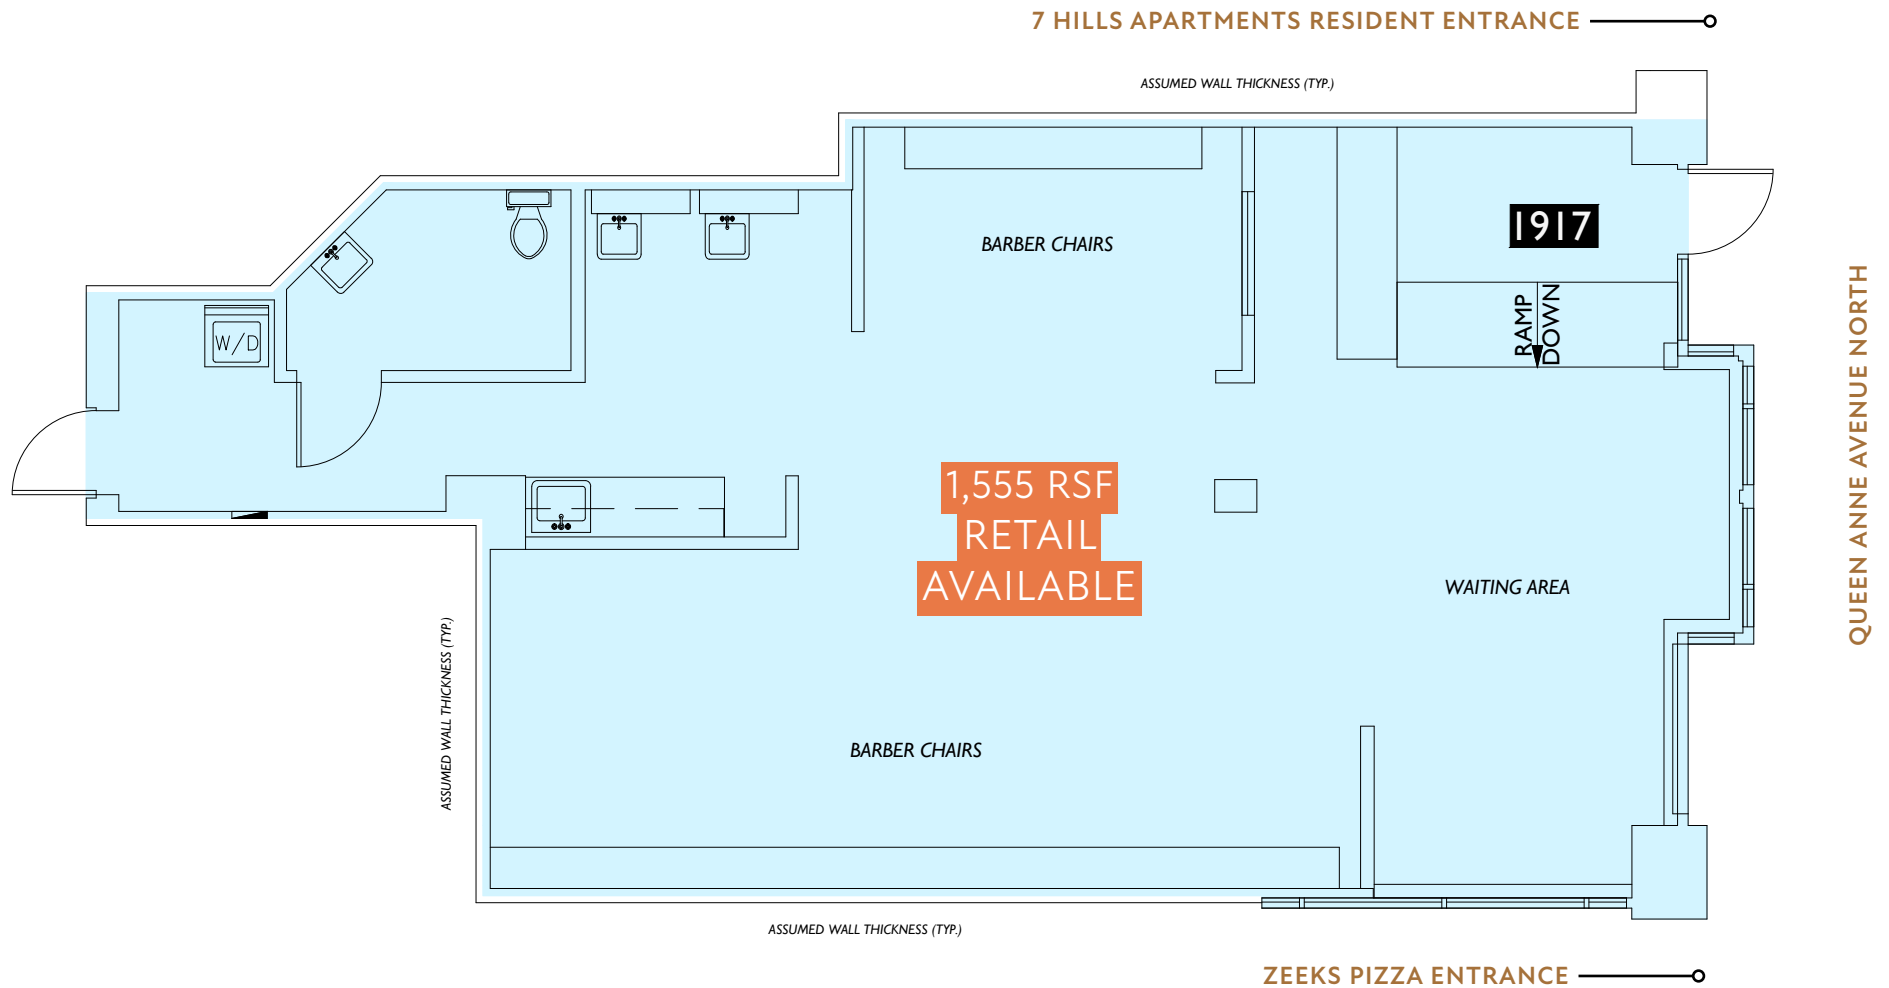 7 HILLS APARTMENTS RESIDENT ENTRANCE
ASSUMED WALL THICKNESS (TYP.)
BARBER CHAIRS
1917
RAMP
DOWN
W/D
QUEEN ANNE AVENUE NORTH
1,555 RSF
RETAIL
AVAILABLE
WAITING AREA
ASSUMED WALL THICKNESS (TYP.)
BARBER CHAIRS
ASSUMED WALL THICKNESS (TYP.)
ZEEKS PIZZA ENTRANCE